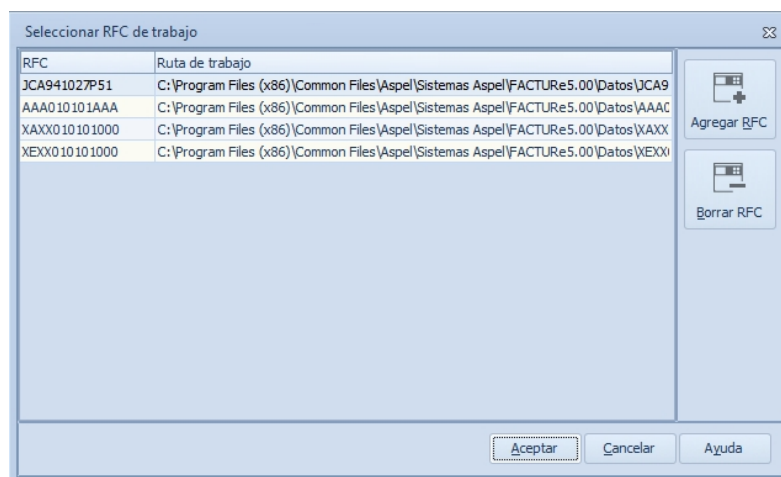 Seleccionar RFC de trabajo
RFC Ruta de trabajo
JCA941027P51 C:\Program Files (x86)\Common Files\Aspel\Sistemas Aspel\FACTURe5.00\Datos\JCA9
AAA010101AAA C:\Program Files (x86)\Common Files\Aspel\Sistemas Aspel\FACTURe5.00\Datos\AAA0
XAXX010101000 C:\Program Files (x86)\Common Files\Aspel\Sistemas Aspel\FACTURe5.00\Datos\XAXX
XEXX010101000 C:\Program Files (x86)\Common Files\Aspel\Sistemas Aspel\FACTURe5.00\Datos\XEXX
Agregar RFC
Borrar RFC
Aceptar Cancelar Ayuda